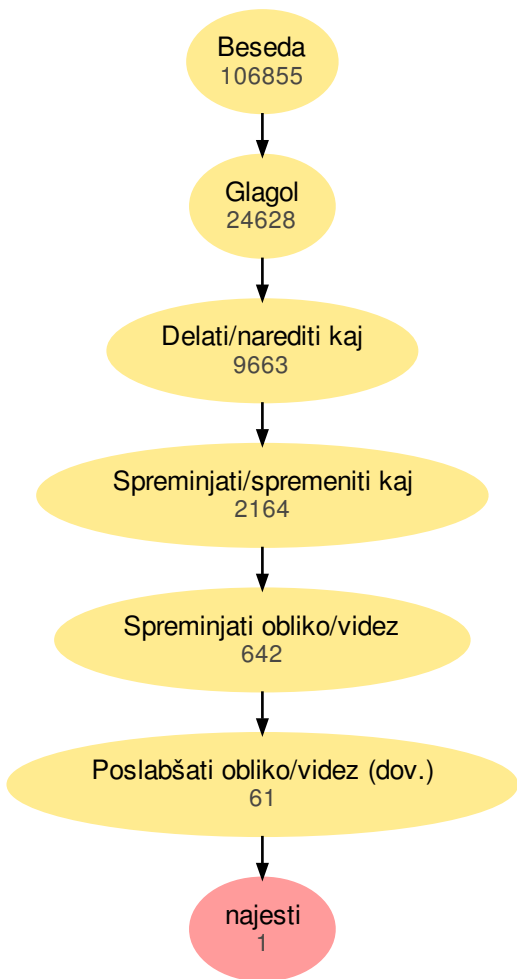 Beseda
106855
Glagol
24628
Delati/narediti kaj
9663
Spreminjati/spremeniti kaj
2164
Spreminjati obliko/videz
642
Poslabšati obliko/videz (dov.)
61
najesti
1